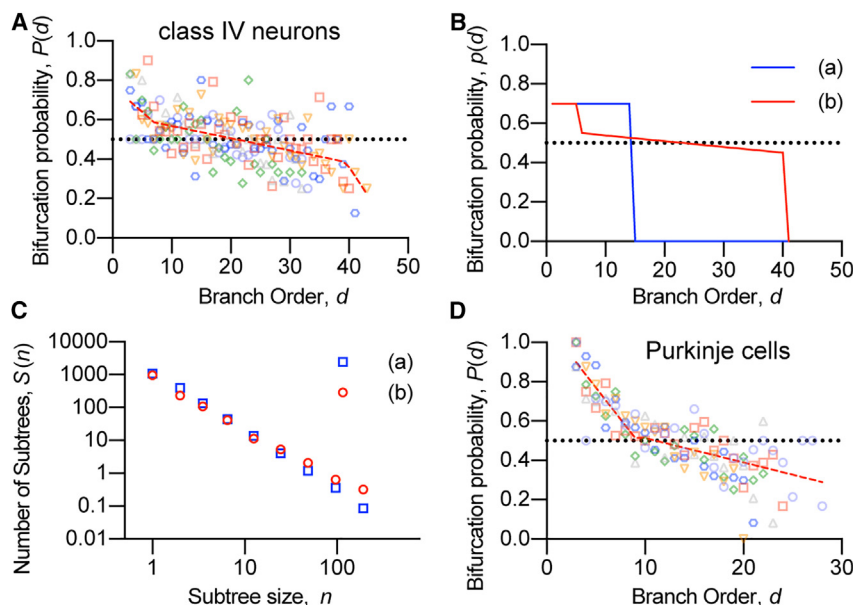 A
class IV neurons
Bifurcation probability, P(d)
1.0
0.8
0.6
0.4
0.2
0.0
0 10 20 30 40 50
Branch Order, d
B
Bifurcation probability, p(d)
1.0
0.8
0.6
0.4
0.2
0.0
(a)
(b)
0 10 20 30 40 50
Branch Order, d
C
Number of Subtrees, S(n)
10000
1000
100
10
1
0.1
0.01
(a)
(b)
1 10 100
Subtree size, n
D
Purkinje cells
Bifurcation probability, P(d)
1.0
0.8
0.6
0.4
0.2
0.0
0 10 20 30
Branch Order, d